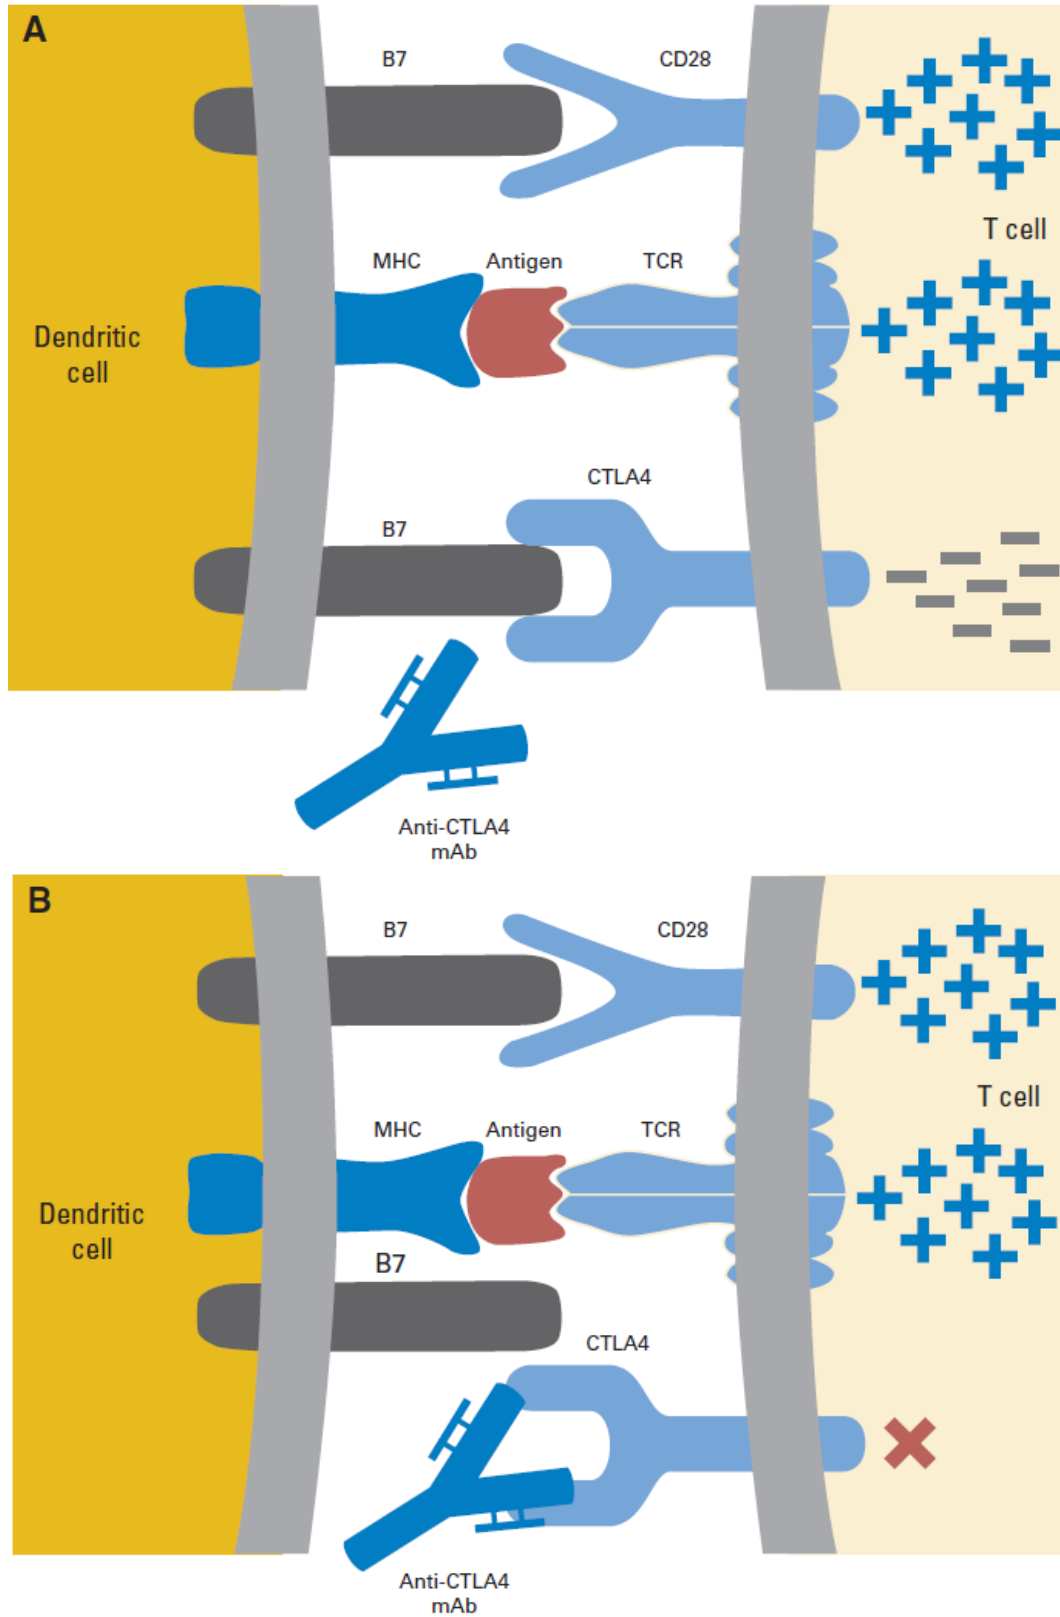 A
B7
CD28
T cell
MHC
Antigen
TCR
Dendritic
cell
CTLA4
B7
Anti-CTLA4
mAb
B
B7
CD28
T cell
MHC
Antigen
TCR
Dendritic
cell
B7
CTLA4
Anti-CTLA4
mAb